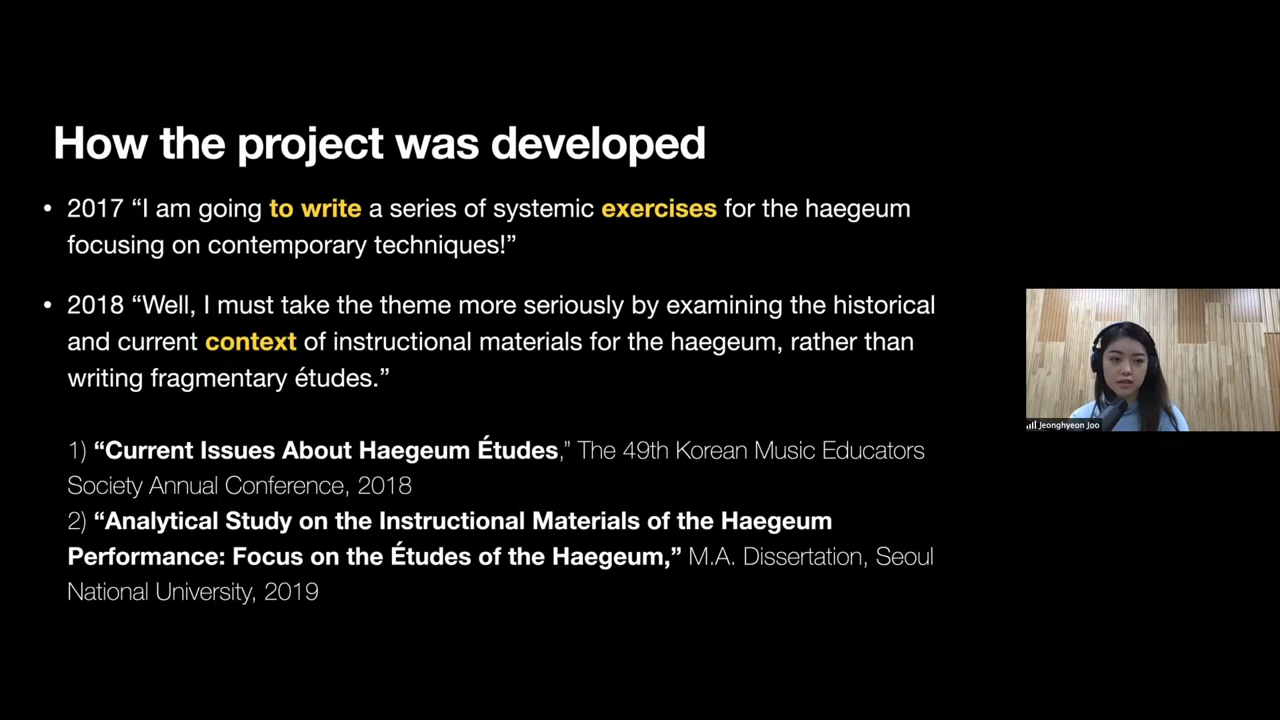 How the project was developed
• 2017 “I am going to write a series of systemic exercises for the haegeum
focusing on contemporary techniques!”
• 2018 “Well, I must take the theme more seriously by examining the historical
and current context of instructional materials for the haegeum, rather than
writing fragmentary études.”
1) “Current Issues About Haegeum Études,” The 49th Korean Music Educators
Society Annual Conference, 2018
2) “Analytical Study on the Instructional Materials of the Haegeum
Performance: Focus on the Études of the Haegeum,” M.A. Dissertation, Seoul
National University, 2019
Jeonghyeon Joo